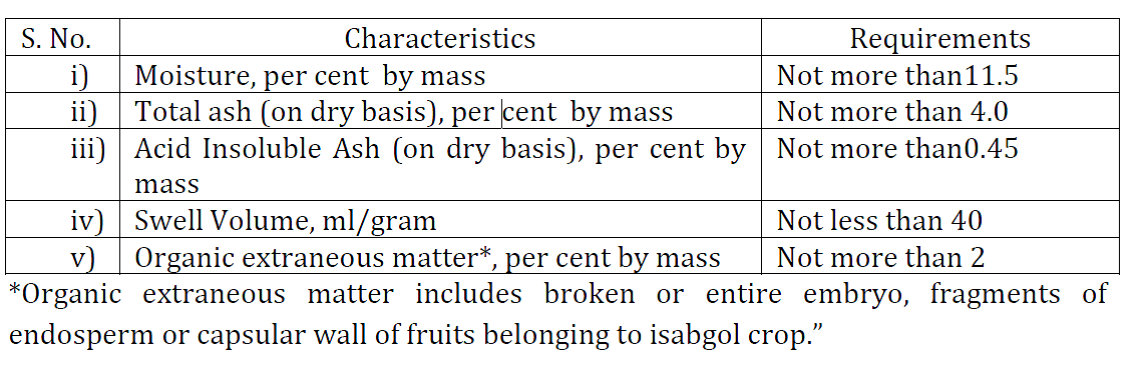 S. No. Characteristics Requirements
i) Moisture, per cent by mass Not more than11.5
ii) Total ash (on dry basis), per cent by mass Not more than 4.0
iii) Acid Insoluble Ash (on dry basis), per cent by Not more than0.45
mass
iv) Swell Volume, ml/gram Not less than 40
v) Organic extraneous matter*, per cent by mass Not more than 2
*Organic extraneous matter includes broken or entire embryo, fragments of
endosperm or capsular wall of fruits belonging to isabgol crop.”